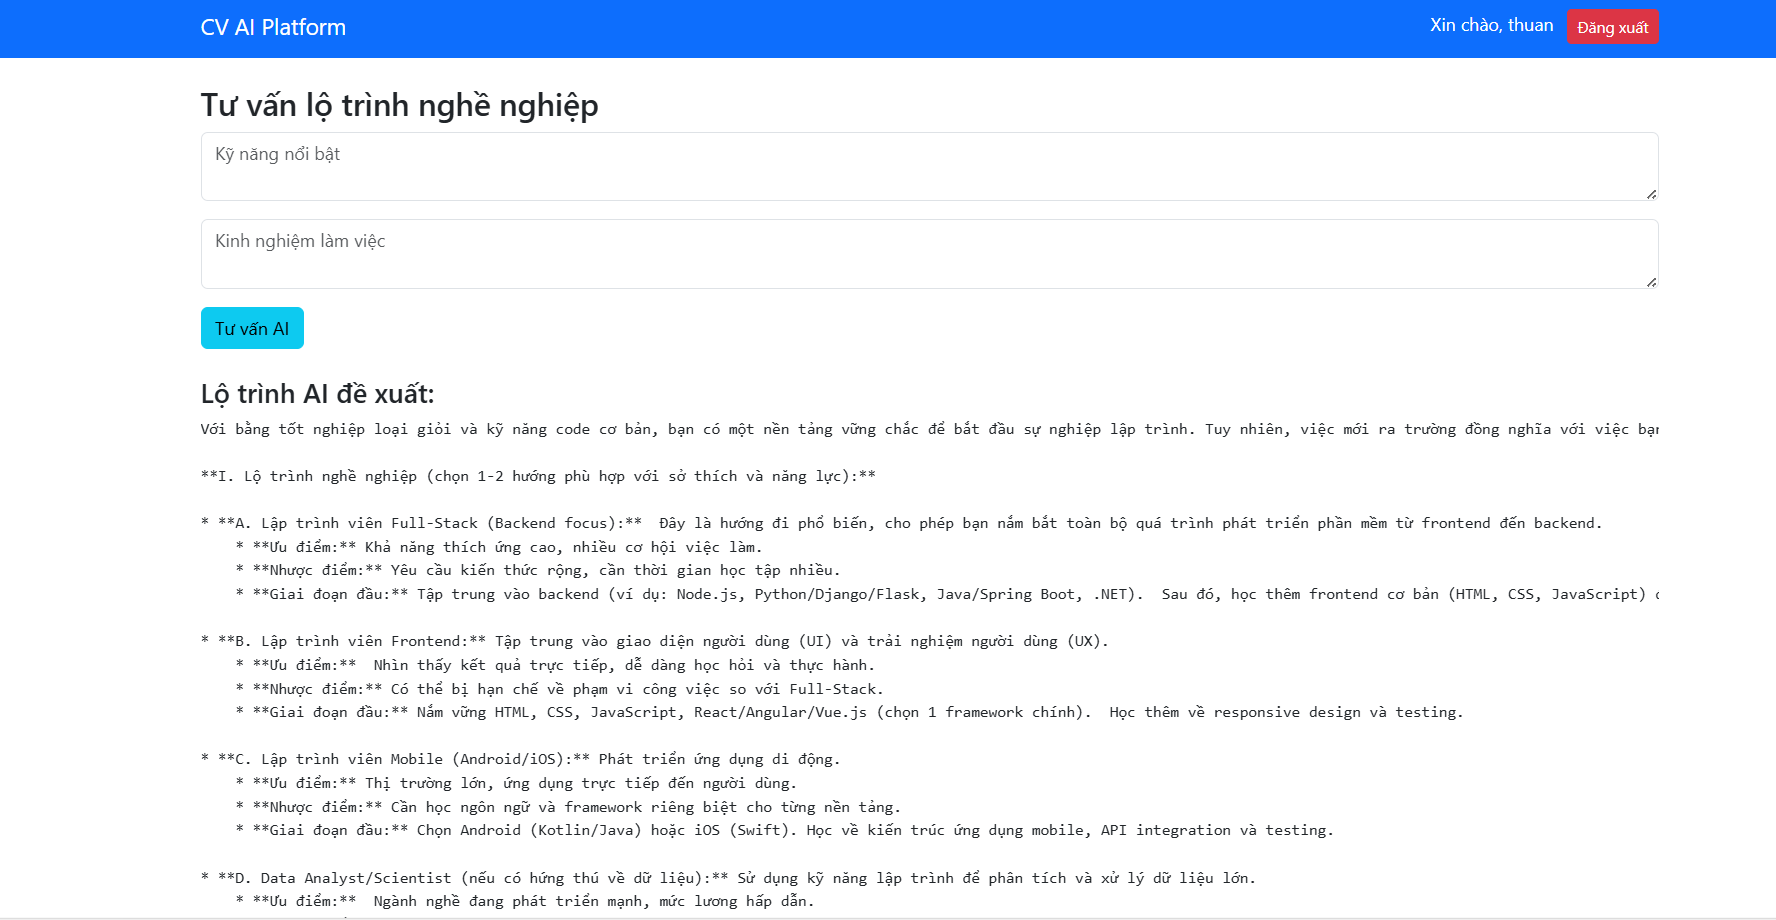 CV AI Platform
Xin chào, thuan
Đăng xuất
Tư vấn lộ trình nghề nghiệp
Kỹ năng nổi bật
Kinh nghiệm làm việc
Tư vấn AI
Lộ trình AI đề xuất:
Với bằng tốt nghiệp loại giỏi và kỹ năng code cơ bản, bạn có một nền tảng vững chắc để bắt đầu sự nghiệp lập trình. Tuy nhiên, việc mới ra trường đồng nghĩa với việc bạn
**I. Lộ trình nghề nghiệp (chọn 1-2 hướng phù hợp với sở thích và năng lực):**
* **A. Lập trình viên Full-Stack (Backend focus):**  Đây là hướng đi phổ biến, cho phép bạn nắm bắt toàn bộ quá trình phát triển phần mềm từ frontend đến backend.
* **Ưu điểm:** Khả năng thích ứng cao, nhiều cơ hội việc làm.
* **Nhược điểm:** Yêu cầu kiến thức rộng, cần thời gian học tập nhiều.
* **Giai đoạn đầu:** Tập trung vào backend (ví dụ: Node.js, Python/Django/Flask, Java/Spring Boot, .NET).  Sau đó, học thêm frontend cơ bản (HTML, CSS, JavaScript)
* **B. Lập trình viên Frontend:** Tập trung vào giao diện người dùng (UI) và trải nghiệm người dùng (UX).
* **Ưu điểm:**  Nhìn thấy kết quả trực tiếp, dễ dàng học hỏi và thực hành.
* **Nhược điểm:** Có thể bị hạn chế về phạm vi công việc so với Full-Stack.
* **Giai đoạn đầu:** Nắm vững HTML, CSS, JavaScript, React/Angular/Vue.js (chọn 1 framework chính).  Học thêm về responsive design và testing.
* **C. Lập trình viên Mobile (Android/iOS):** Phát triển ứng dụng di động.
* **Ưu điểm:** Thị trường lớn, ứng dụng trực tiếp đến người dùng.
* **Nhược điểm:** Cần học ngôn ngữ và framework riêng biệt cho từng nền tảng.
* **Giai đoạn đầu:** Chọn Android (Kotlin/Java) hoặc iOS (Swift). Học về kiến trúc ứng dụng mobile, API integration và testing.
* **D. Data Analyst/Scientist (nếu có hứng thú về dữ liệu):** Sử dụng kỹ năng lập trình để phân tích và xử lý dữ liệu lớn.
* **Ưu điểm:**  Ngành nghề đang phát triển mạnh, mức lương hấp dẫn.